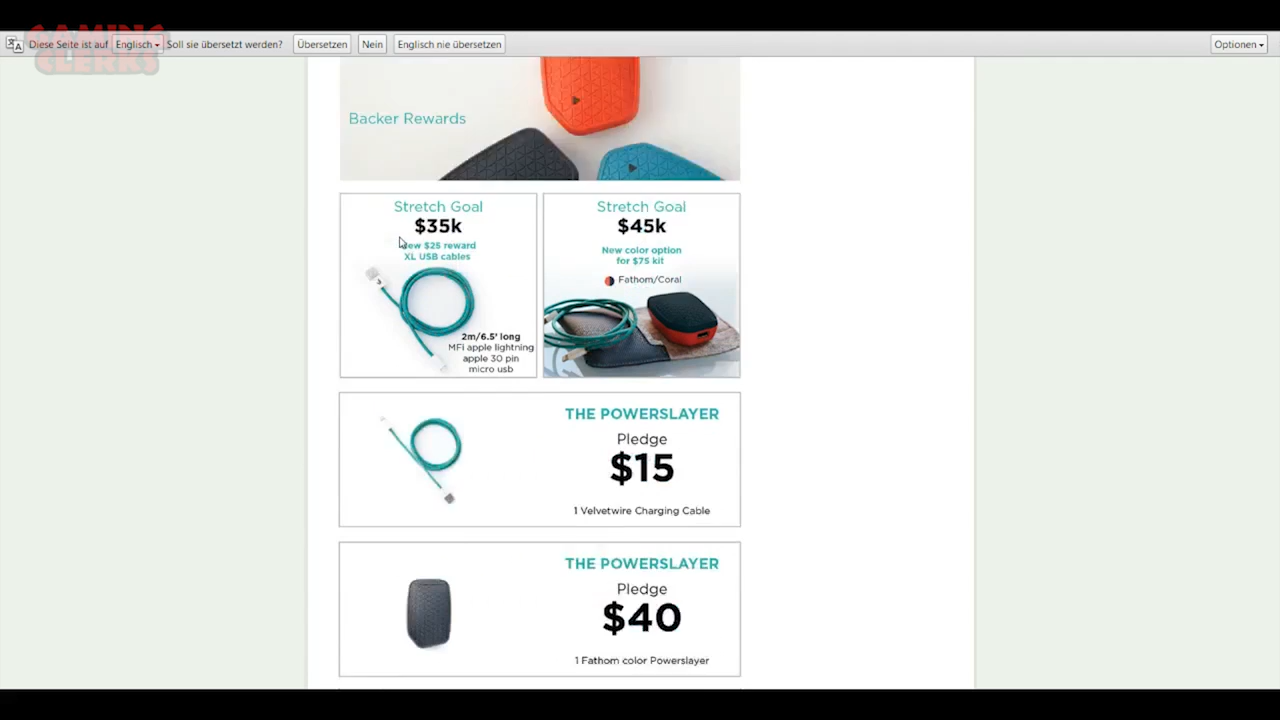 GAMING
CLERKS
Diese Seite ist auf Englisch Soll sie übersetzt werden? Übersetzen Nein Englisch nie übersetzen Optionen
Backer Rewards
Stretch Goal
$35k
New $25 reward
XL USB cables
2m/6.5' long
MFi apple lightning
apple 30 pin
micro usb
Stretch Goal
$45k
New color option
for $75 kit
Fathom/Coral
THE POWERSLAYER
Pledge
$15
1 Velvetwire Charging Cable
THE POWERSLAYER
Pledge
$40
1 Fathom color Powerslayer